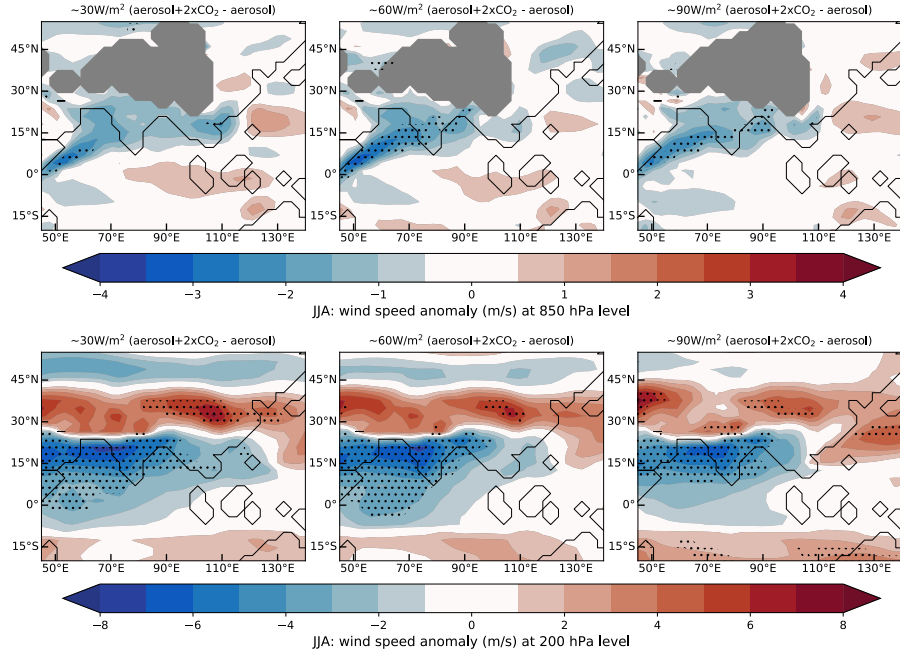 ~30W/m² (aerosol+2xCO₂ - aerosol) ~60W/m² (aerosol+2xCO₂ - aerosol) ~90W/m² (aerosol+2xCO₂ - aerosol)
45°N
30°N
15°N
0°
15°S
50°E 70°E 90°E 110°E 130°E 50°E 70°E 90°E 110°E 130°E 50°E 70°E 90°E 110°E 130°E
−4 −3 −2 −1 0 1 2 3 4
JJA: wind speed anomaly (m/s) at 850 hPa level
~30W/m² (aerosol+2xCO₂ - aerosol) ~60W/m² (aerosol+2xCO₂ - aerosol) ~90W/m² (aerosol+2xCO₂ - aerosol)
45°N
30°N
15°N
0°
15°S
50°E 70°E 90°E 110°E 130°E 50°E 70°E 90°E 110°E 130°E 50°E 70°E 90°E 110°E 130°E
−8 −6 −4 −2 0 2 4 6 8
JJA: wind speed anomaly (m/s) at 200 hPa level